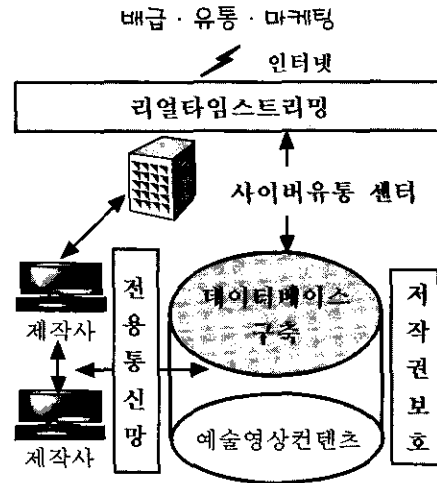 배급 · 유통 · 마케팅
인터넷
리얼타임스트리밍
사이버유통 센터
제작사
제작사
전용통신망
데이터베이스
구축
예술영상컨텐츠
저작권보호